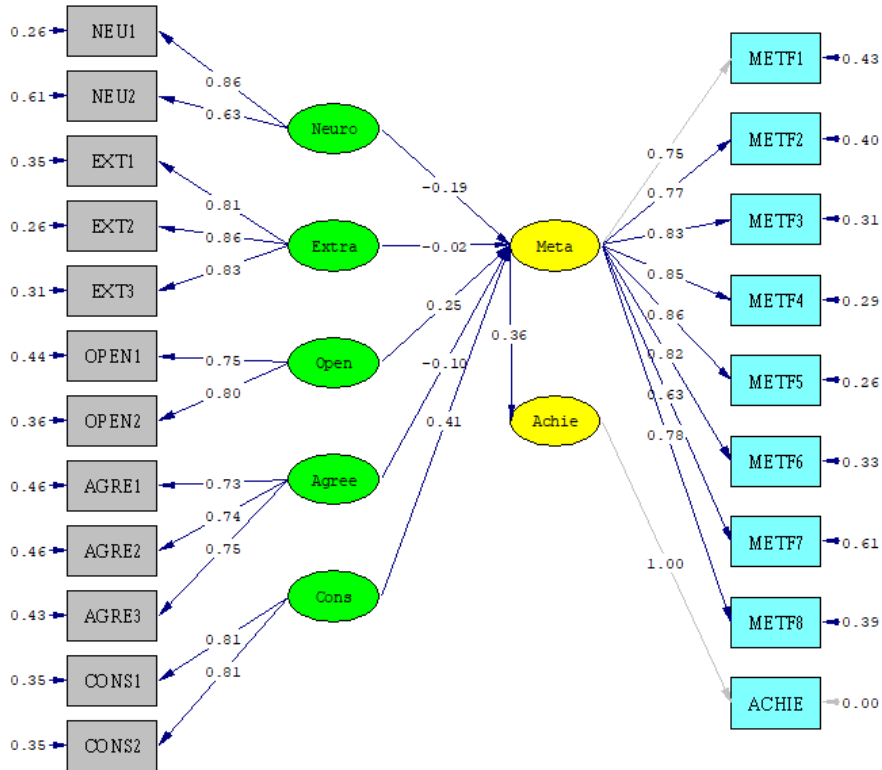 0.26 NEU1
0.61 NEU2
0.35 EXT1
0.26 EXT2
0.31 EXT3
0.44 OPEN1
0.36 OPEN2
0.46 AGRE1
0.46 AGRE2
0.43 AGRE3
0.35 CONS1
0.35 CONS2
0.86
0.63
0.81
0.86
0.83
0.75
0.80
0.73
0.74
0.75
0.81
0.81
Neuro
Extra
Open
Agree
Cons
-0.19
-0.02
0.25
-0.10
0.41
Meta
0.36
Achie
0.75
0.77
0.83
0.85
0.86
0.82
0.63
0.78
1.00
METF1 0.43
METF2 0.40
METF3 0.31
METF4 0.29
METF5 0.26
METF6 0.33
METF7 0.61
METF8 0.39
ACHIE 0.00